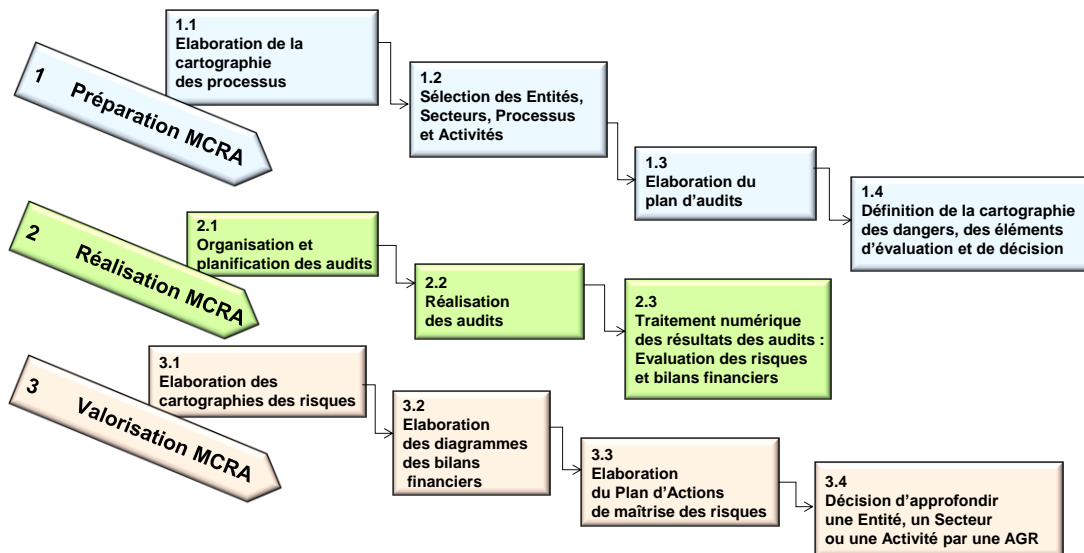 1 Préparation MCRA
1.1
Elaboration de la
cartographie
des processus
1.2
Sélection des Entités,
Secteurs, Processus
et Activités
1.3
Elaboration du
plan d'audits
1.4
Définition de la cartographie
des dangers, des éléments
d'évaluation et de décision
2 Réalisation MCRA
2.1
Organisation et
planification des audits
2.2
Réalisation
des audits
2.3
Traitement numérique
des résultats des audits :
Evaluation des risques
et bilans financiers
3 Valorisation MCRA
3.1
Elaboration des
cartographies des risques
3.2
Elaboration
des diagrammes
des bilans
financiers
3.3
Elaboration
du Plan d'Actions
de maîtrise des risques
3.4
Décision d'approfondir
une Entité, un Secteur
ou une Activité par une AGR